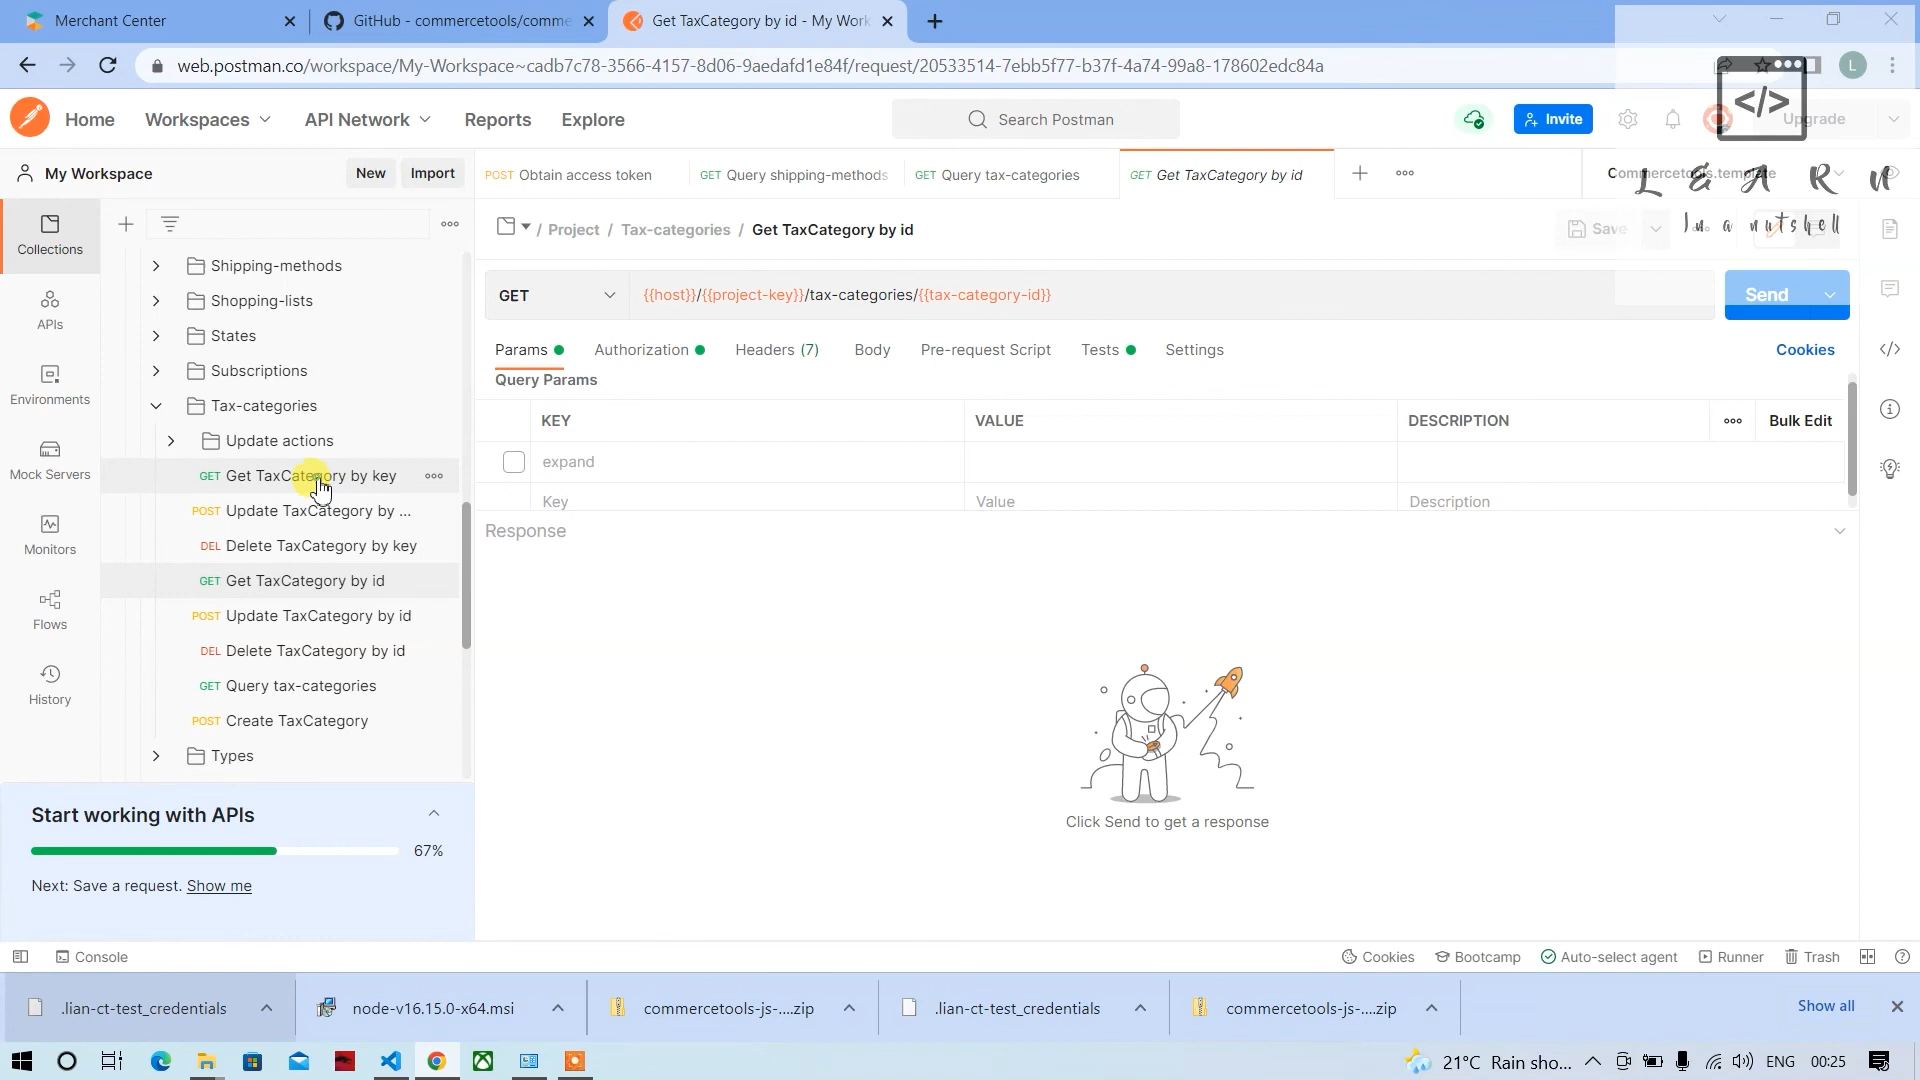 Merchant Center
GitHub - commercetools/comme
Get TaxCategory by id - My Work
web.postman.co/workspace/My-Workspace~cadb7c78-3566-4157-8d06-9aedafd1e84f/request/20533514-7ebb5f77-b37f-4a74-99a8-178602edc84a
L
</>
Home Workspaces API Network Reports Explore
Search Postman
Invite
Upgrade
My Workspace
New Import
POST Obtain access token
GET Query shipping-methods
GET Query tax-categories
GET Get TaxCategory by id
Commercetools.template
L E A R N
In a nutshell
Collections
APIs
Environments
Mock Servers
Monitors
Flows
History
Shipping-methods
Shopping-lists
States
Subscriptions
Tax-categories
Update actions
GET Get TaxCategory by key
POST Update TaxCategory by ...
DEL Delete TaxCategory by key
GET Get TaxCategory by id
POST Update TaxCategory by id
DEL Delete TaxCategory by id
GET Query tax-categories
POST Create TaxCategory
Types
/ Project / Tax-categories / Get TaxCategory by id
Save
GET
{{host}}/{{project-key}}/tax-categories/{{tax-category-id}}
Send
Params Authorization Headers (7) Body Pre-request Script Tests Settings
Cookies
Query Params
KEY VALUE DESCRIPTION
Bulk Edit
expand
Key Value Description
Response
Click Send to get a response
Start working with APIs
67%
Next: Save a request. Show me
Console
Cookies Bootcamp Auto-select agent Runner Trash
.lian-ct-test_credentials
node-v16.15.0-x64.msi
commercetools-js-....zip
.lian-ct-test_credentials
commercetools-js-....zip
Show all
21°C Rain sho... ENG 00:25